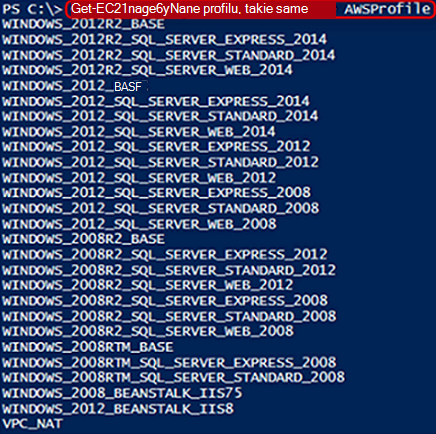 PS C:\> Get-EC21nage6yNane profilu, takie same AWSProfile
WINDOWS_2012R2_BASE
WINDOWS_2012R2_SQL_SERVER_EXPRESS_2014
WINDOWS_2012R2_SQL_SERVER_STANDARD_2014
WINDOWS_2012R2_SQL_SERVER_WEB_2014
WINDOWS_2012_BASF
WINDOWS_2012_SQL_SERVER_EXPRESS_2014
WINDOWS_2012_SQL_SERVER_STANDARD_2014
WINDOWS_2012_SQL_SERVER_WEB_2014
WINDOWS_2012_SQL_SERVER_EXPRESS_2012
WINDOWS_2012_SQL_SERVER_STANDARD_2012
WINDOWS_2012_SQL_SERVER_WEB_2012
WINDOWS_2012_SQL_SERVER_EXPRESS_2008
WINDOWS_2012_SQL_SERVER_STANDARD_2008
WINDOWS_2012_SQL_SERVER_WEB_2008
WINDOWS_2008R2_BASE
WINDOWS_2008R2_SQL_SERVER_EXPRESS_2012
WINDOWS_2008R2_SQL_SERVER_STANDARD_2012
WINDOWS_2008R2_SQL_SERVER_WEB_2012
WINDOWS_2008R2_SQL_SERVER_EXPRESS_2008
WINDOWS_2008R2_SQL_SERVER_STANDARD_2008
WINDOWS_2008R2_SQL_SERVER_WEB_2008
WINDOWS_2008RTM_BASE
WINDOWS_2008RTM_SQL_SERVER_EXPRESS_2008
WINDOWS_2008RTM_SQL_SERVER_STANDARD_2008
WINDOWS_2008_BEANSTALK_IIS75
WINDOWS_2012_BEANSTALK_IIS8
VPC_NAT